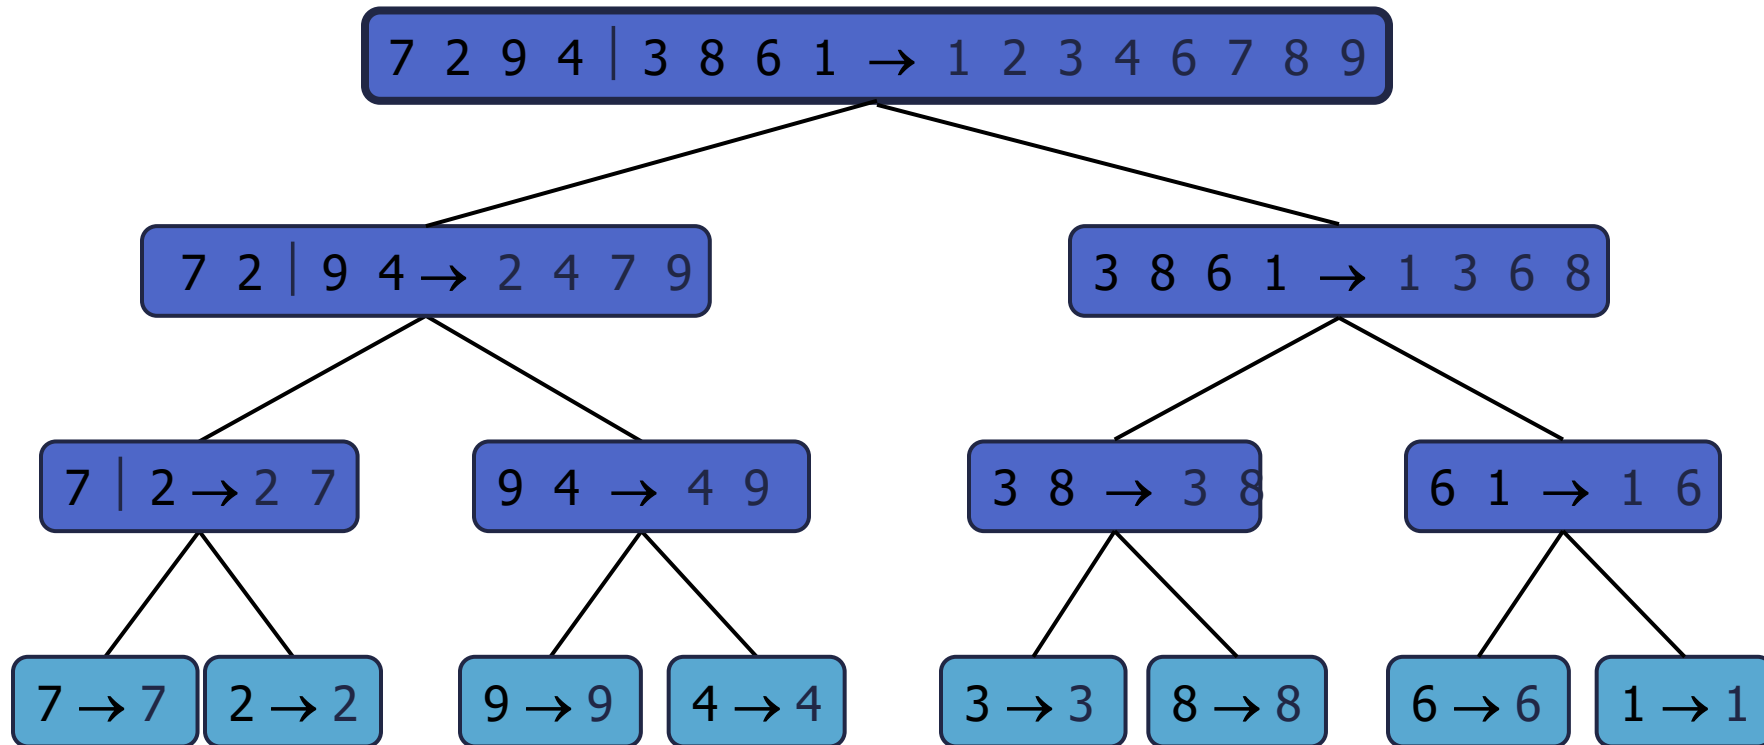 7 2 9 4 | 3 8 6 1 → 1 2 3 4 6 7 8 9
7 2 | 9 4 → 2 4 7 9
3 8 6 1 → 1 3 6 8
7 | 2 → 2 7
9 4 → 4 9
3 8 → 3 8
6 1 → 1 6
7 → 7
2 → 2
9 → 9
4 → 4
3 → 3
8 → 8
6 → 6
1 → 1